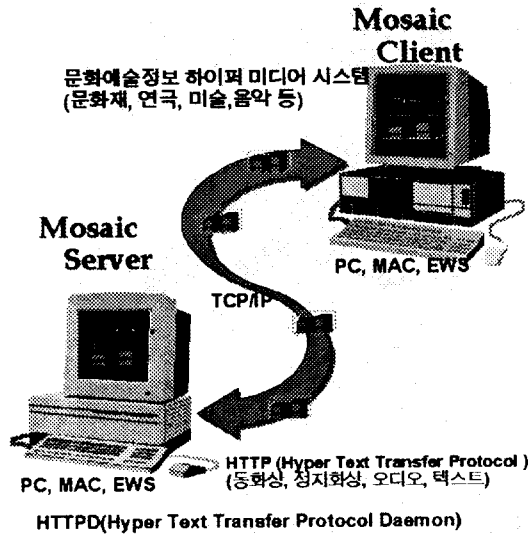 Mosaic
Client
문화예술정보 하이퍼 미디어 시스템
(문화재, 연극, 미술,음악 등)
PC, MAC, EWS
Mosaic
Server
TCP/IP
PC, MAC, EWS
HTTP (Hyper Text Transfer Protocol )
(동화상, 정지화상, 오디오, 텍스트)
HTTPD(Hyper Text Transfer Protocol Daemon)